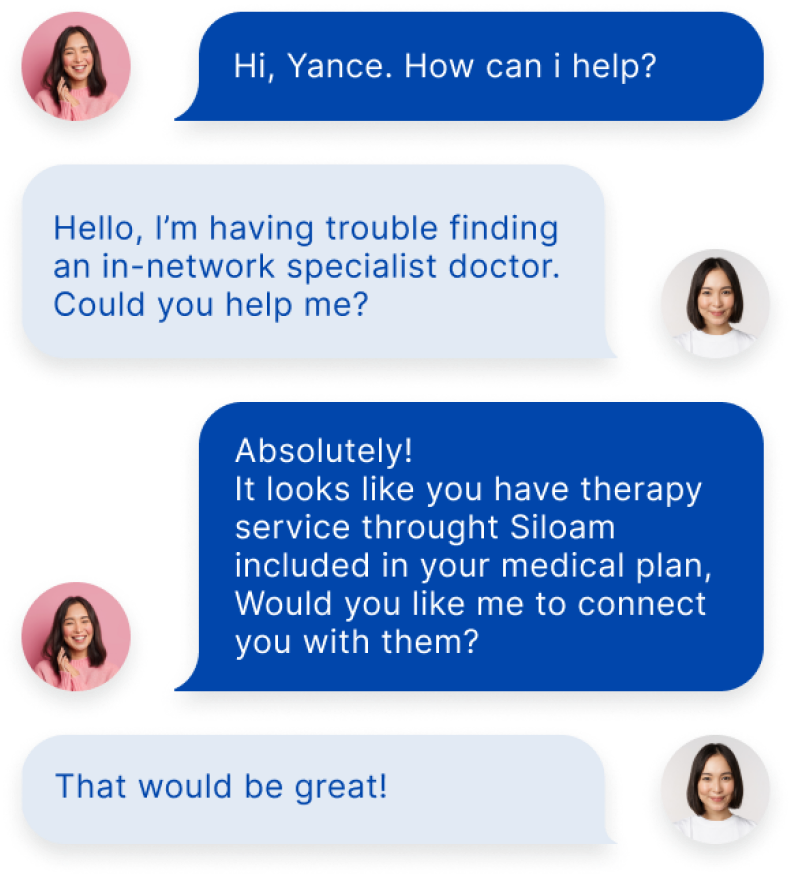 Hi, Yance. How can i help?
Hello, I’m having trouble finding
an in-network specialist doctor.
Could you help me?
Absolutely!
It looks like you have therapy
service throught Siloam
included in your medical plan,
Would you like me to connect
you with them?
That would be great!